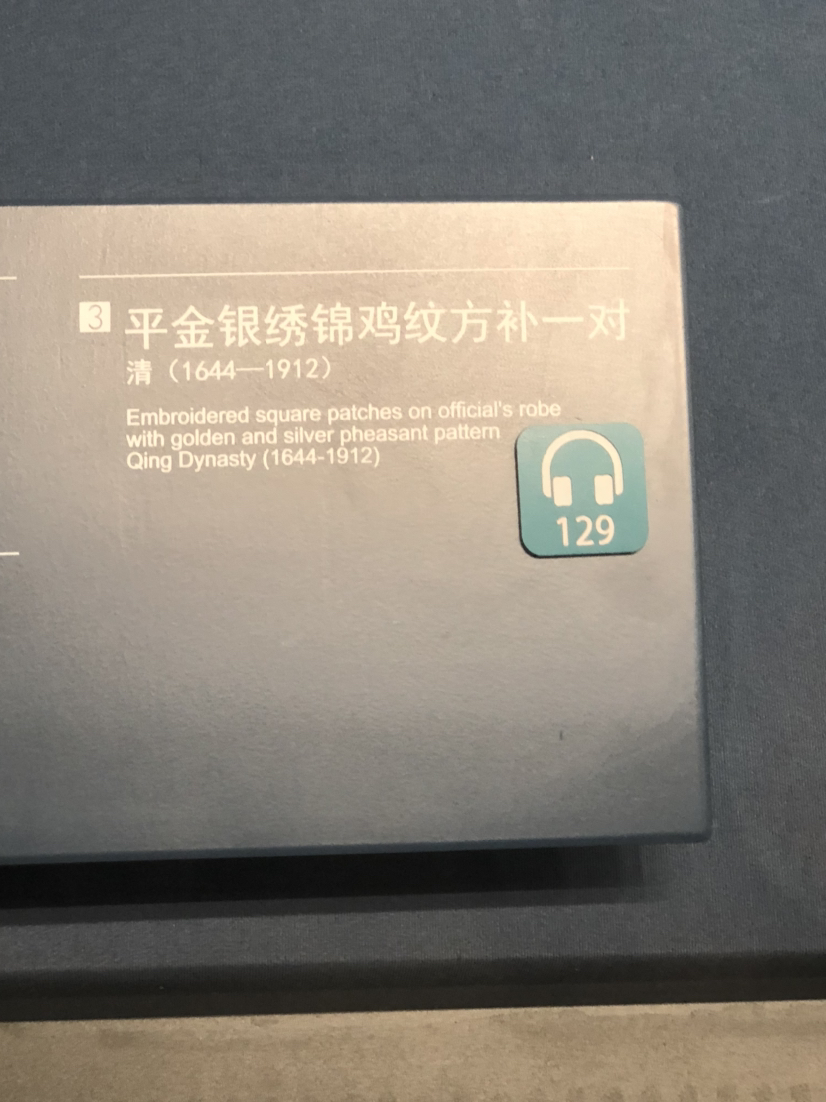 3 平金银绣锦鸡纹方补一对
清（1644—1912）
Embroidered square patches on official's robe
with golden and silver pheasant pattern
Qing Dynasty (1644-1912)
129